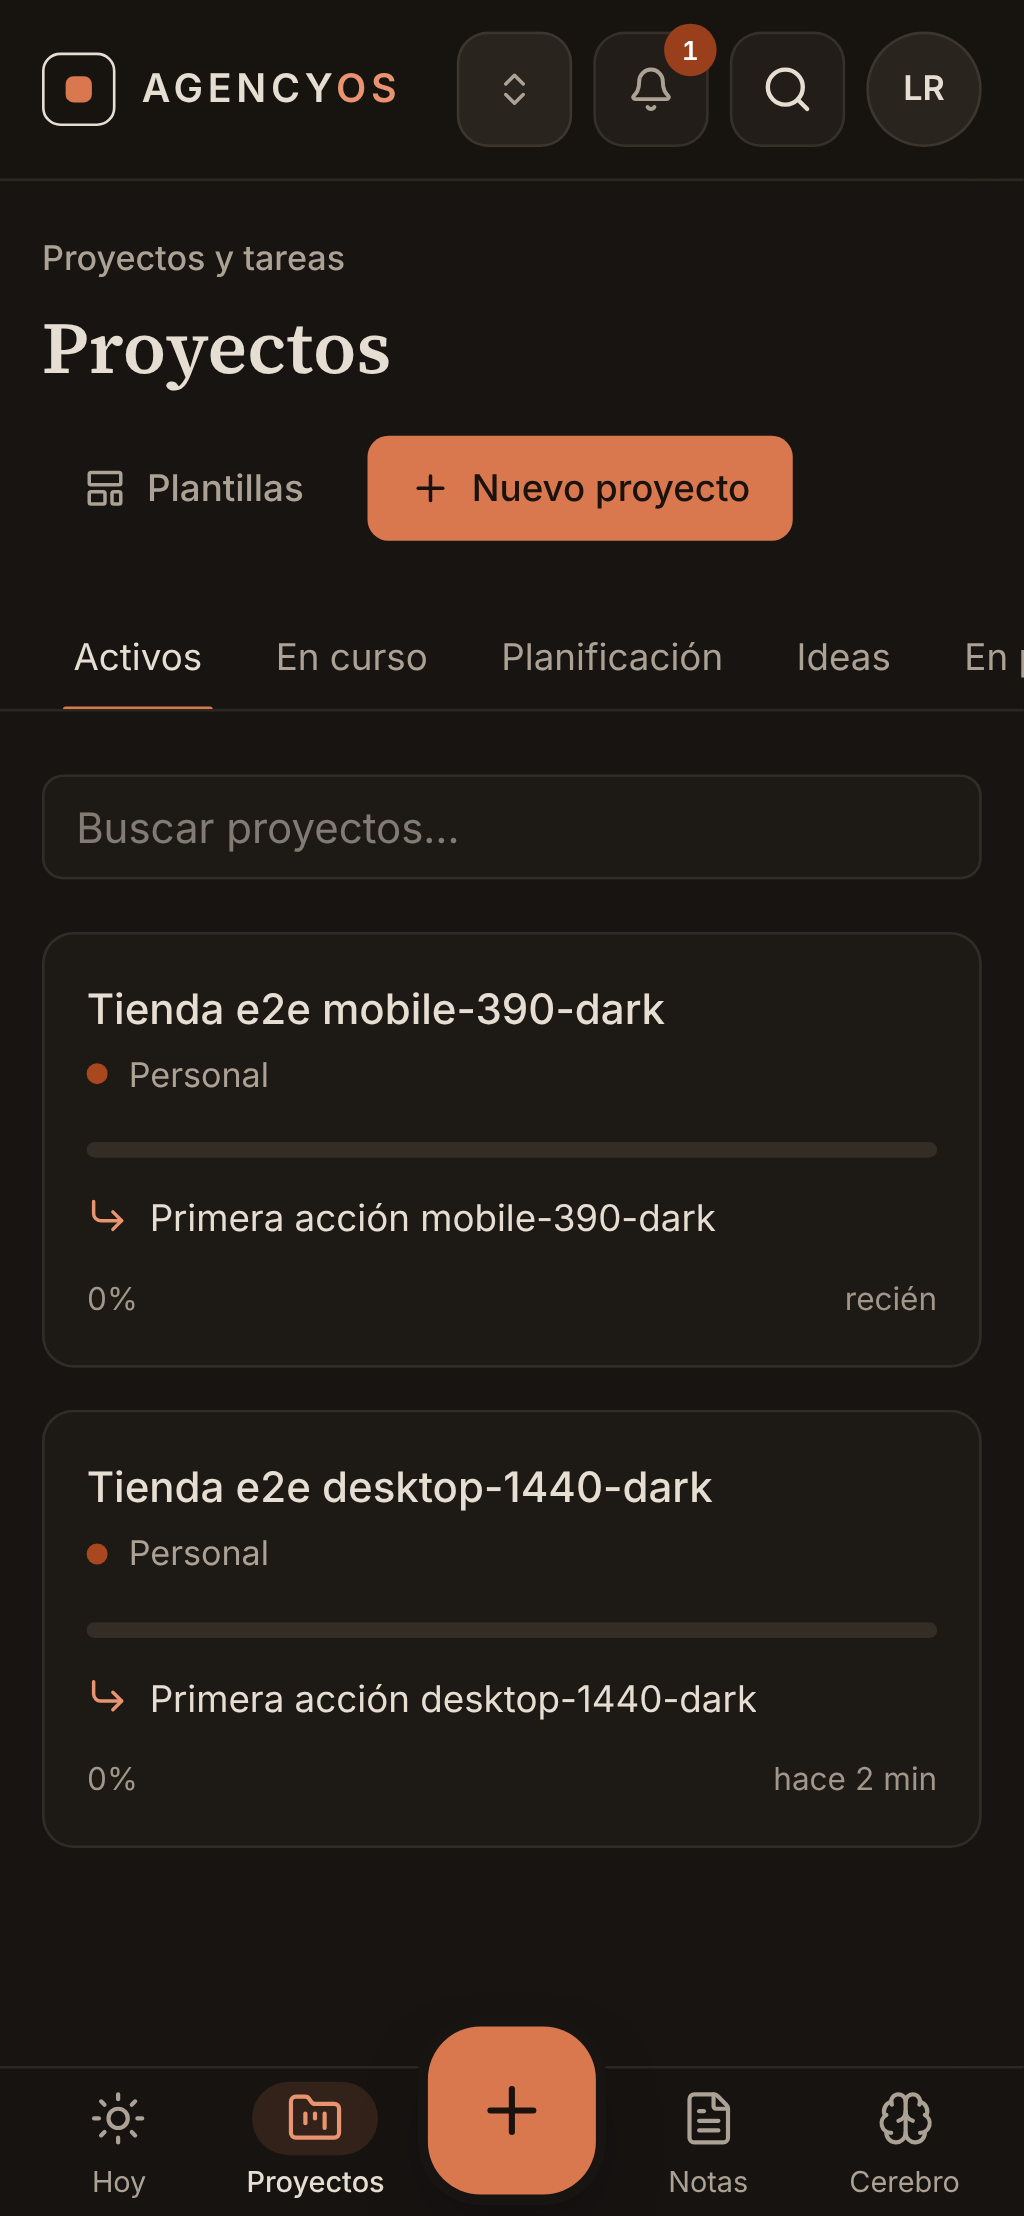 AGENCYOS
1
LR
Proyectos y tareas
Proyectos
Plantillas
Nuevo proyecto
Activos En curso Planificación Ideas En
Buscar proyectos...
Tienda e2e mobile-390-dark
Personal
Primera acción mobile-390-dark
0% recién
Tienda e2e desktop-1440-dark
Personal
Primera acción desktop-1440-dark
0% hace 2 min
Hoy Proyectos Notas Cerebro